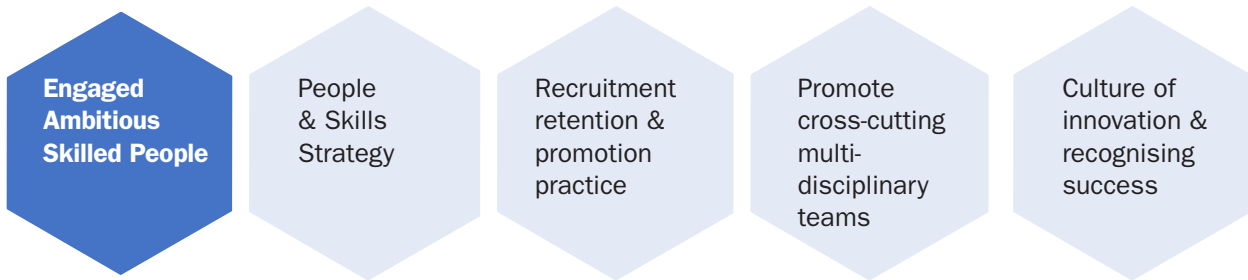 Engaged
Ambitious
Skilled People
People
& Skills
Strategy
Recruitment
retention &
promotion
practice
Promote
cross-cutting
multi-
disciplinary
teams
Culture of
innovation &
recognising
success